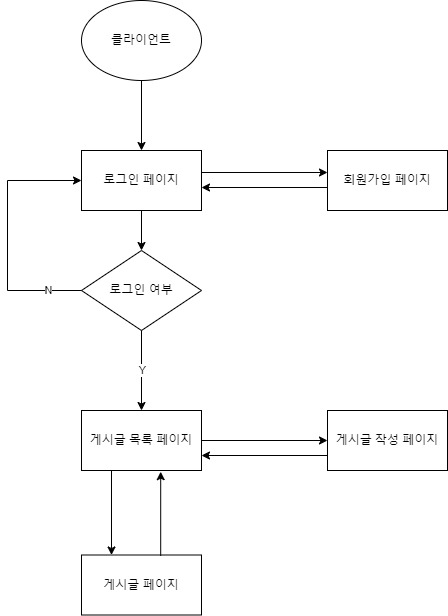 클라이언트
로그인 페이지
회원가입 페이지
로그인 여부
N
Y
게시글 목록 페이지
게시글 작성 페이지
게시글 페이지